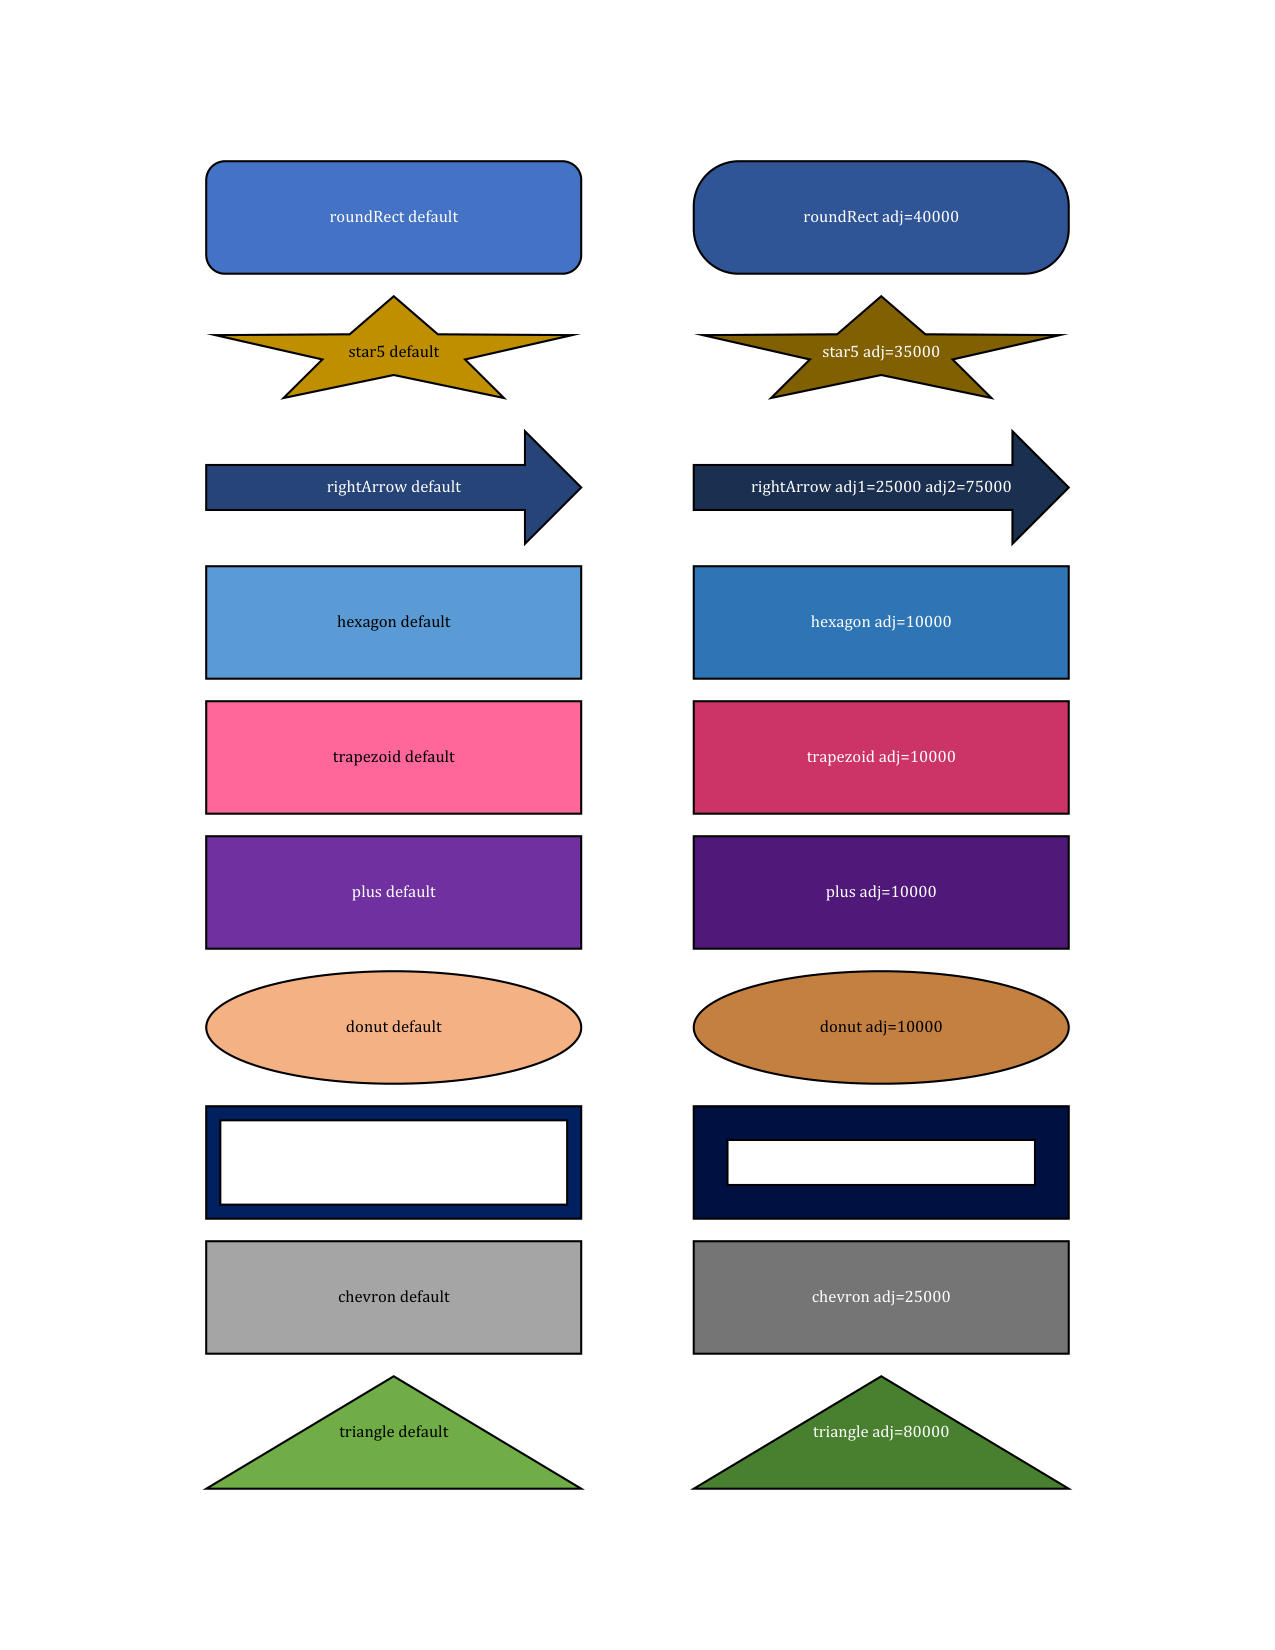 roundRect default
roundRect adj=40000
star5 default
star5 adj=35000
rightArrow default
rightArrow adj1=25000 adj2=75000
hexagon default
hexagon adj=10000
trapezoid default
trapezoid adj=10000
plus default
plus adj=10000
donut default
donut adj=10000
chevron default
chevron adj=25000
triangle default
triangle adj=80000